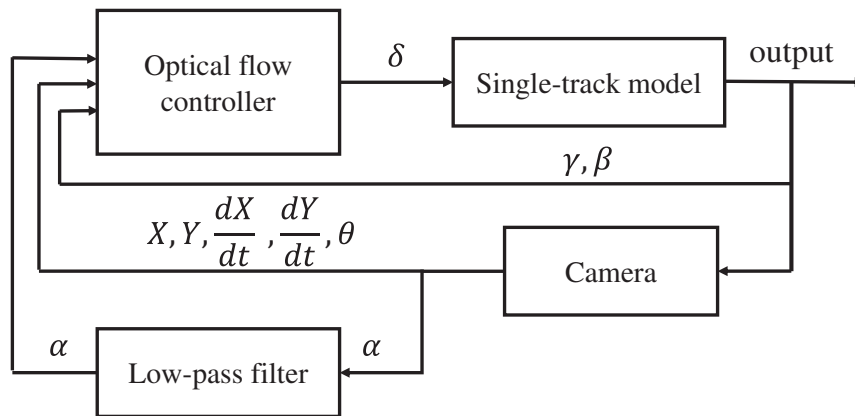 Optical flow
controller
δ
Single-track model
output
γ, β
X, Y, dX/dt , dY/dt, θ
Camera
α
Low-pass filter
α